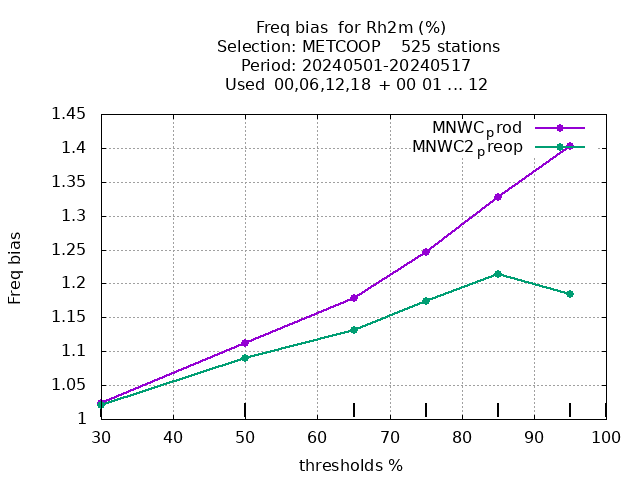 Freq bias  for Rh2m (%)
Selection: METCOOP    525 stations
Period: 20240501-20240517
Used  00,06,12,18 + 00 01 ... 12
1.45
1.4
1.35
1.3
1.25
1.2
1.15
1.1
1.05
1
Freq bias
MNWCprod
MNWC2preop
30 40 50 60 70 80 90 100
thresholds %